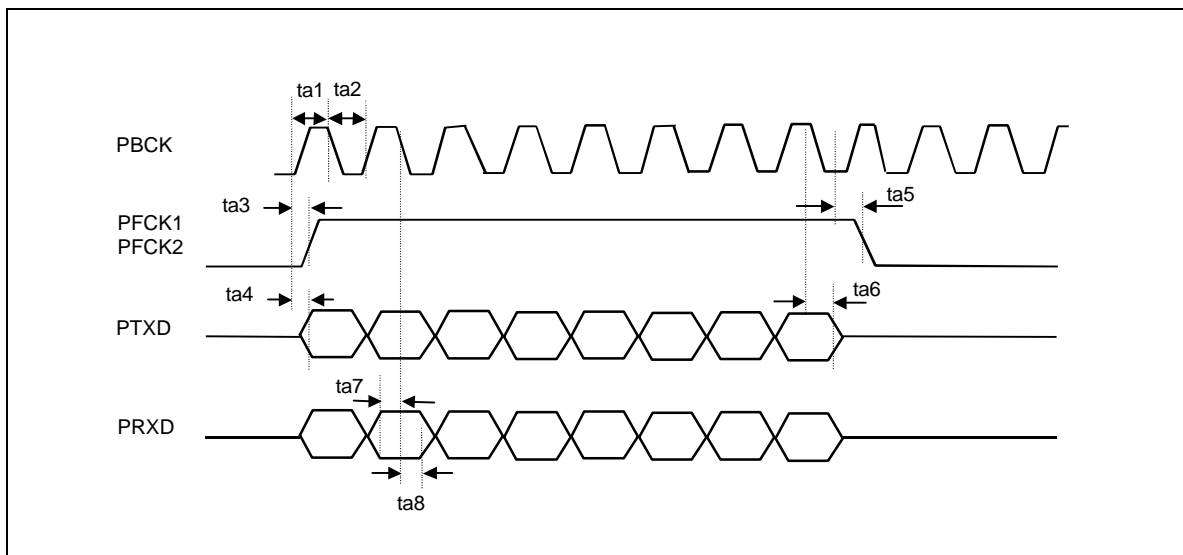 ta1 ta2
PBCK
ta5
ta3
PFCK1
PFCK2
ta4
ta6
PTXD
ta7
PRXD
ta8